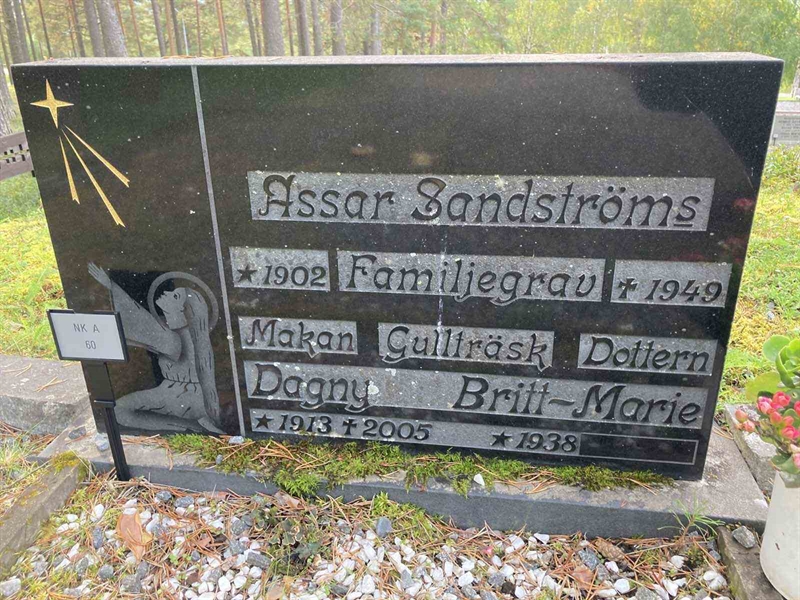 Assar Sandströms
★1902 Familjegrav ✝1949
Makan Gullträsk Dottern
Dagny Britt-Marie
★1913 ✝2005 ★1938
NK A
60